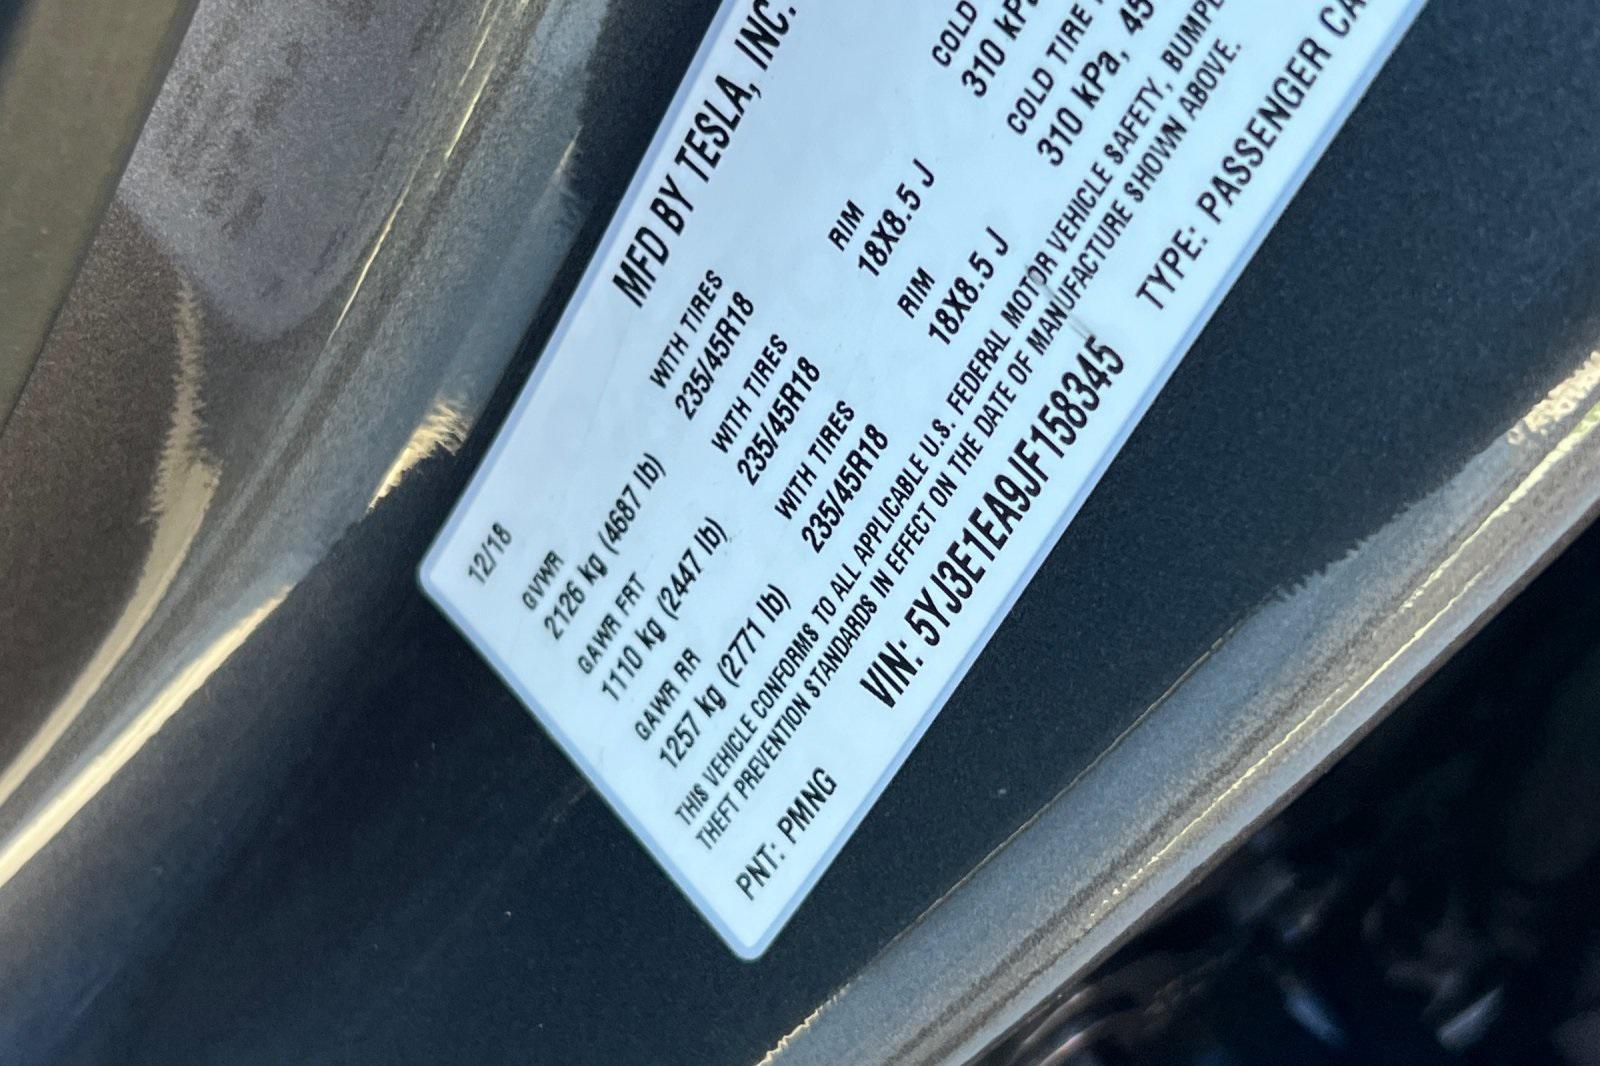 MFD BY TESLA, INC.
12/18
GVWR WITH TIRES RIM COLD
2126 kg (4687 lb) 235/45R18 18X8.5 J 310 kPa
GAWR FRT WITH TIRES RIM COLD TIRE
1110 kg (2447 lb) 235/45R18 18X8.5 J 310 kPa, 45
GAWR RR WITH TIRES
1257 kg (2771 lb) 235/45R18
THIS VEHICLE CONFORMS TO ALL APPLICABLE U.S. FEDERAL MOTOR VEHICLE SAFETY, BUMPE
THEFT PREVENTION STANDARDS IN EFFECT ON THE DATE OF MANUFACTURE SHOWN ABOVE.
VIN: 5YJ3E1EA9JF158345 TYPE: PASSENGER CA
PNT: PMNG